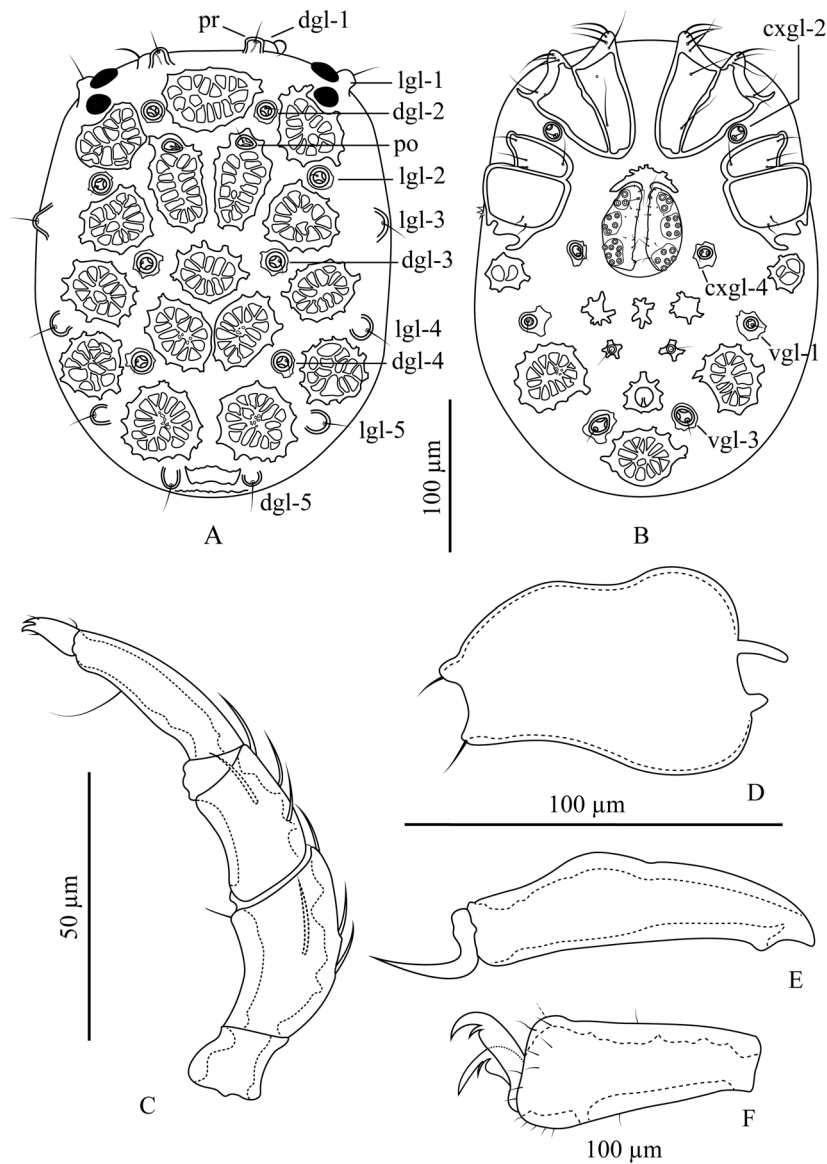 pr
dgl-1
lgl-1
dgl-2
po
lgl-2
lgl-3
dgl-3
lgl-4
dgl-4
lgl-5
dgl-5
A
100 µm
cxgl-2
cxgl-4
vgl-1
vgl-3
B
50 µm
C
D
100 µm
E
F
100 µm